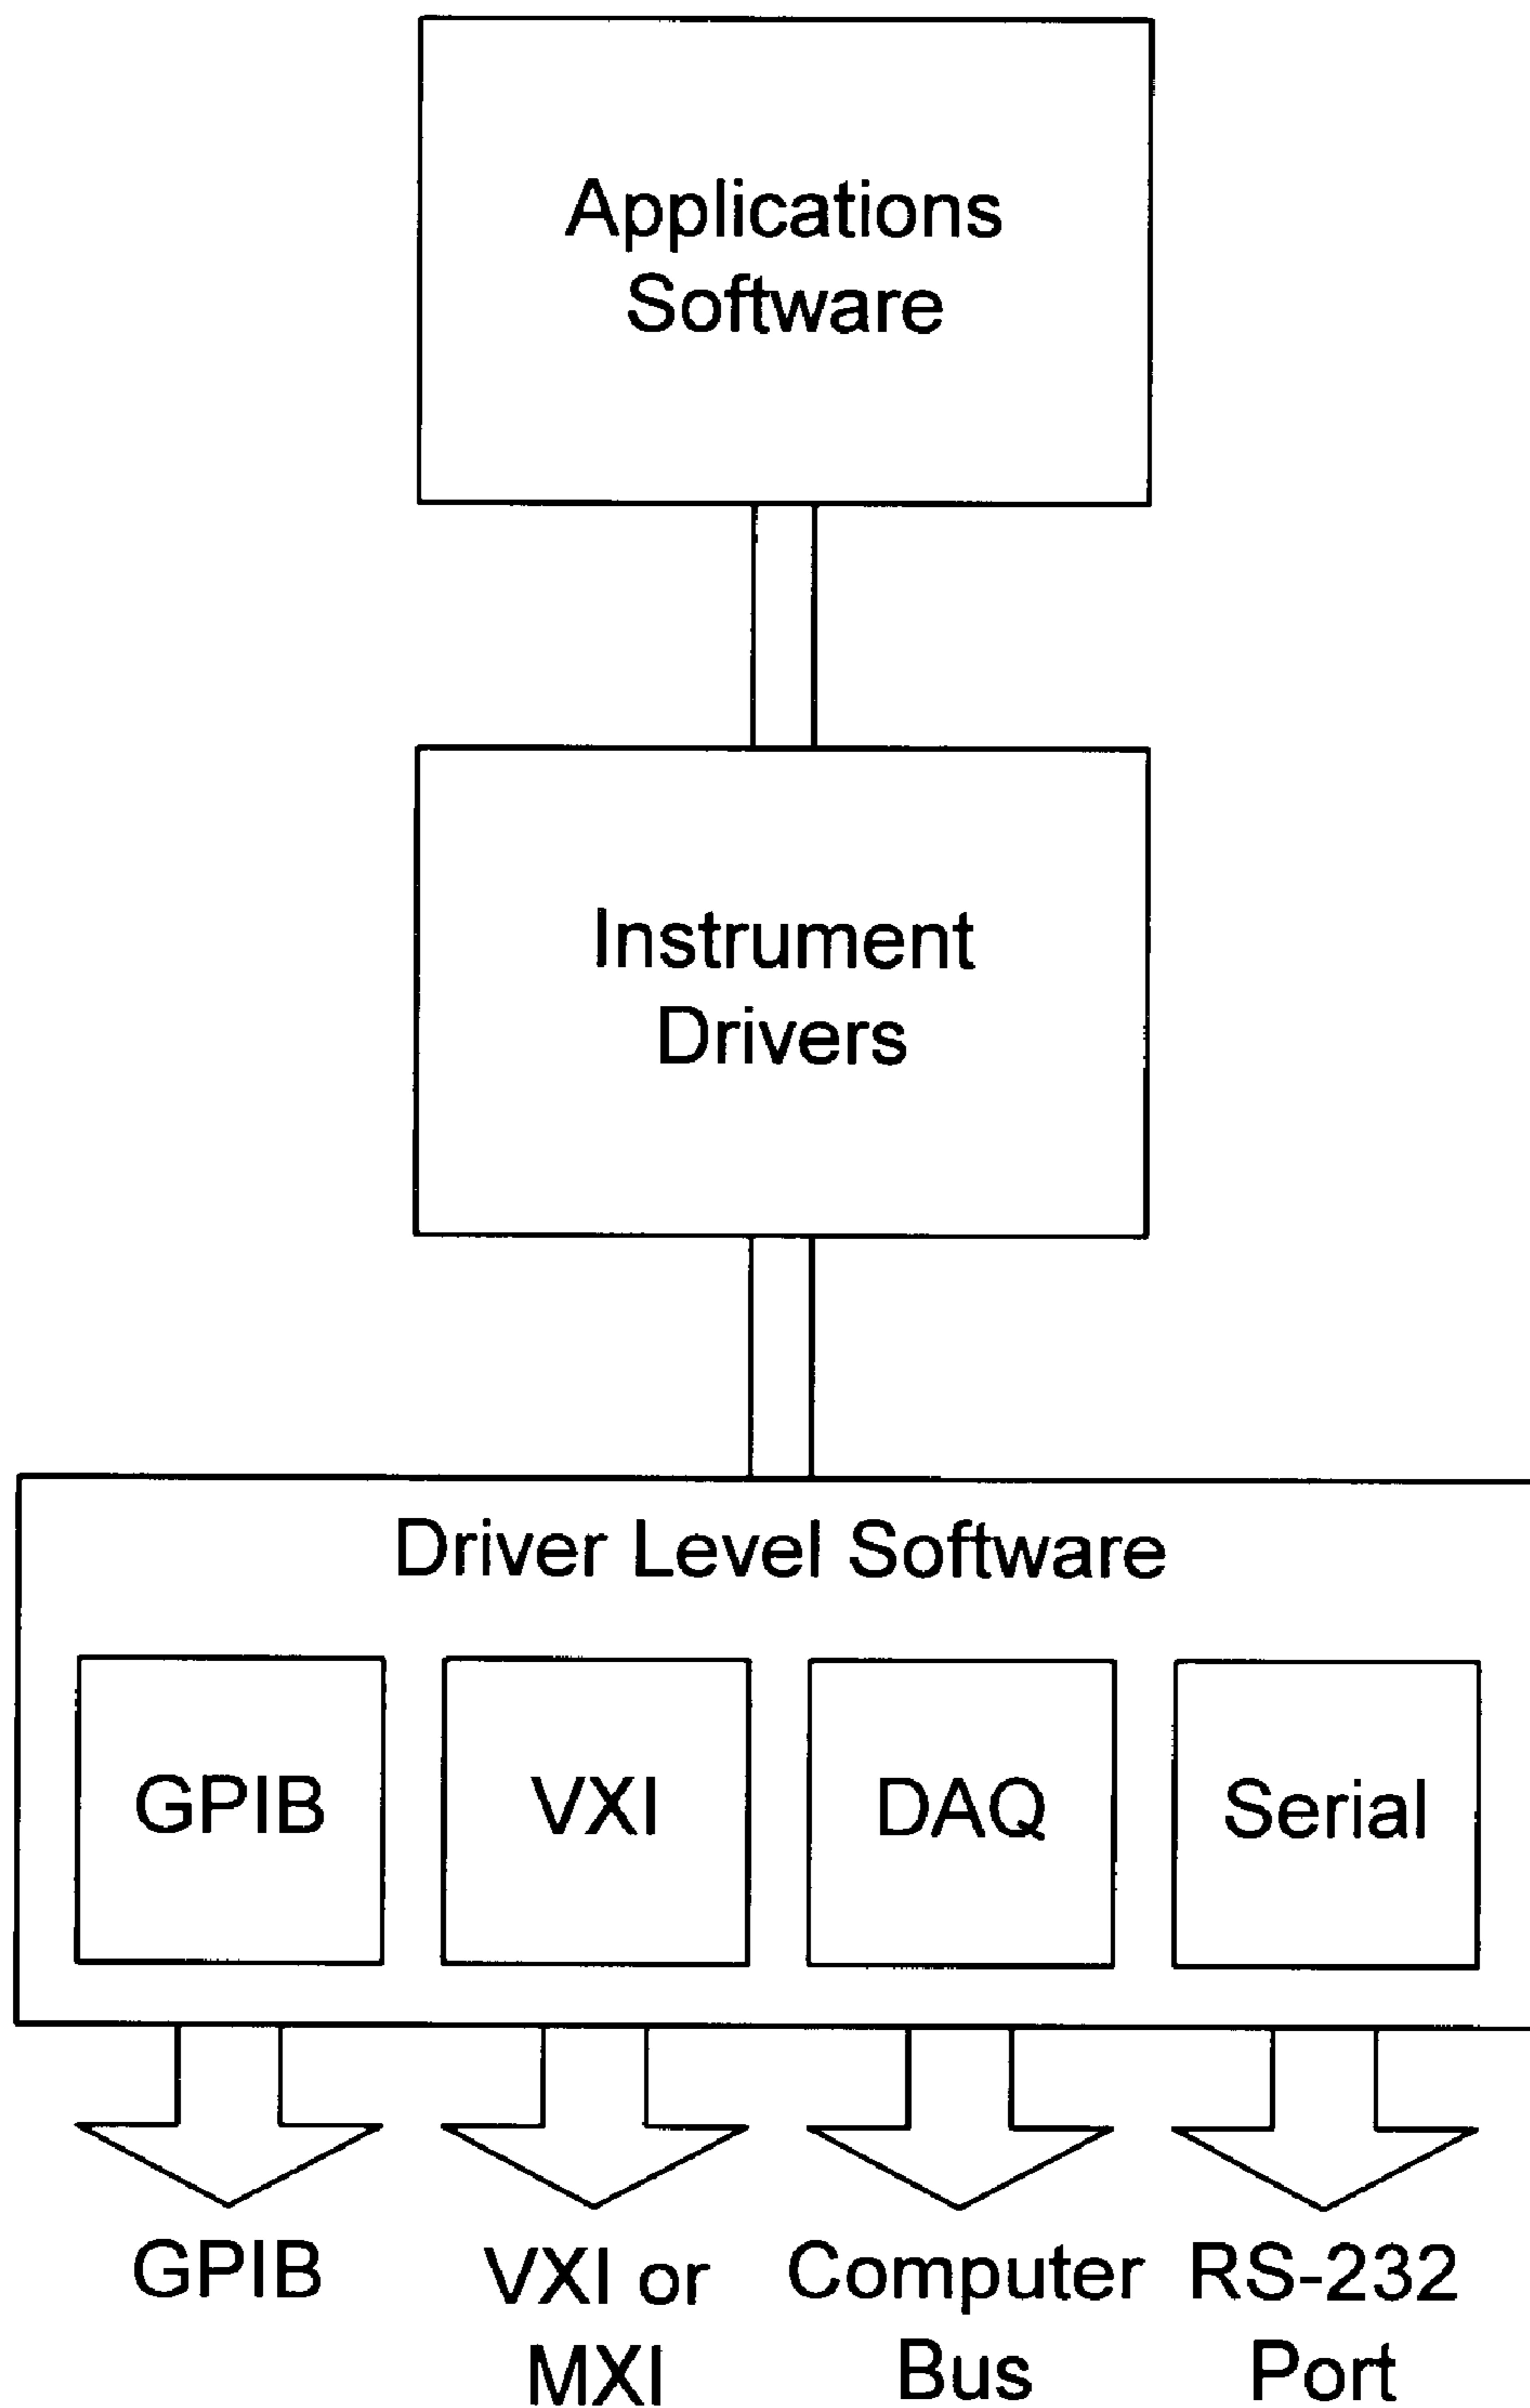 Applications
Software
Instrument
Drivers
Driver Level Software
GPIB
VXI
DAQ
Serial
GPIB
VXI or
MXI
Computer
Bus
RS-232
Port